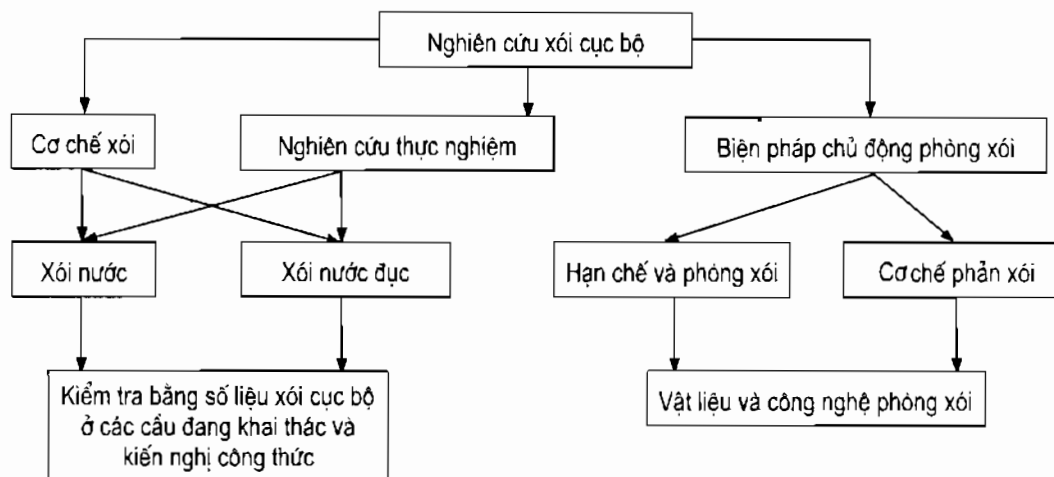 Nghiên cứu xói cục bộ
Cơ chế xói
Nghiên cứu thực nghiệm
Biện pháp chủ động phòng xói
Xói nước
Xói nước đục
Hạn chế và phòng xói
Cơ chế phản xói
Kiểm tra bằng số liệu xói cục bộ
ở các cầu đang khai thác và
kiến nghị công thức
Vật liệu và công nghệ phòng xói